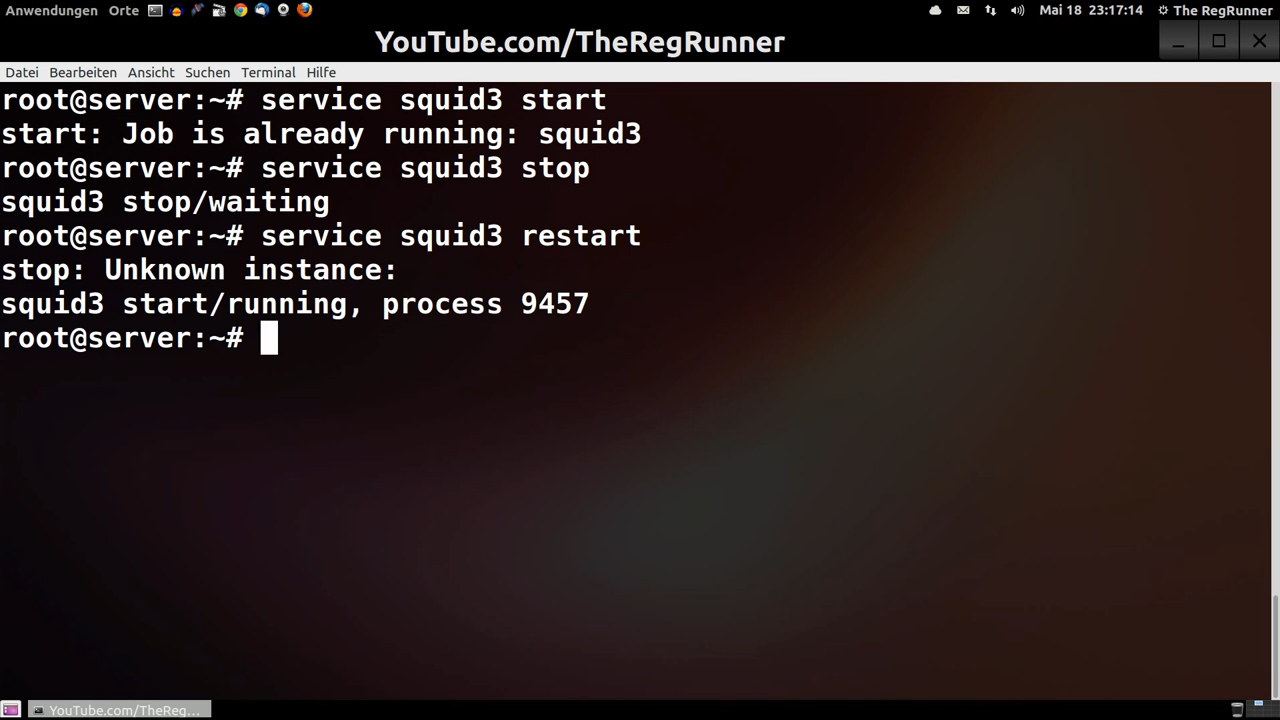 Anwendungen Orte Mai 18 23:17:14 The RegRunner
YouTube.com/TheRegRunner
Datei Bearbeiten Ansicht Suchen Terminal Hilfe
root@server:~# service squid3 start
start: Job is already running: squid3
root@server:~# service squid3 stop
squid3 stop/waiting
root@server:~# service squid3 restart
stop: Unknown instance:
squid3 start/running, process 9457
root@server:~#
YouTube.com/TheReg...